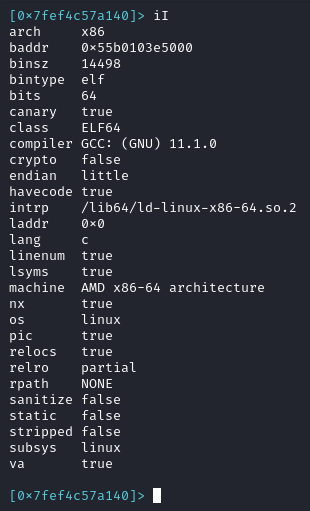 [0x7fef4c57a140]> iI
arch     x86
baddr    0x55b0103e5000
binsz    14498
bintype  elf
bits     64
canary   true
class    ELF64
compiler GCC: (GNU) 11.1.0
crypto   false
endian   little
havecode true
intrp    /lib64/ld-linux-x86-64.so.2
laddr    0x0
lang     c
linenum  true
lsyms    true
machine  AMD x86-64 architecture
nx       true
os       linux
pic      true
relocs   true
relro    partial
rpath    NONE
sanitize false
static   false
stripped false
subsys   linux
va       true
[0x7fef4c57a140]>